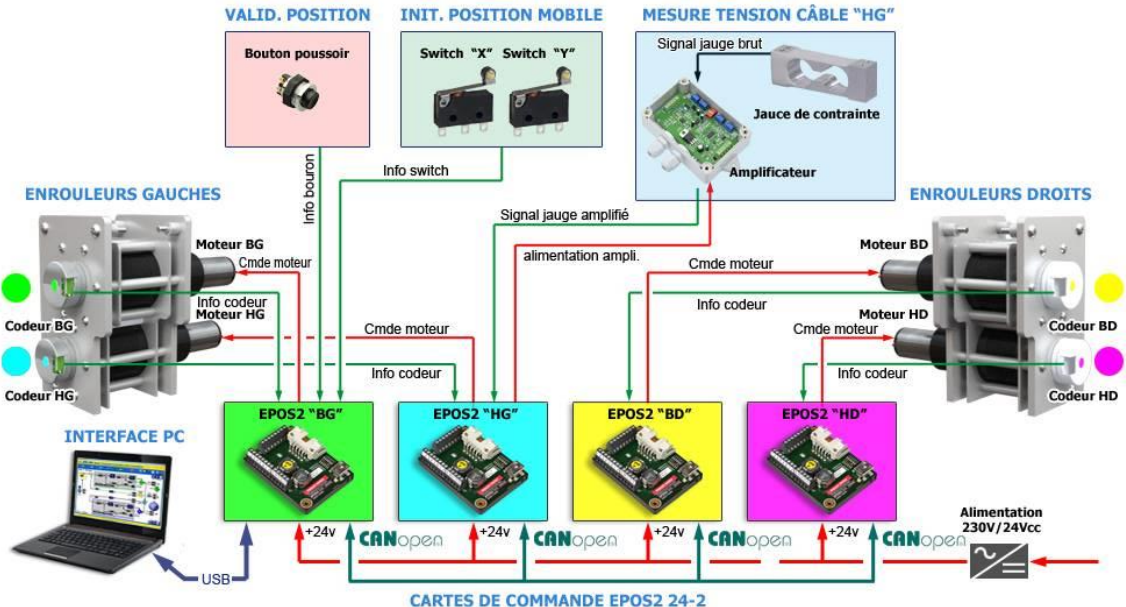 VALID. POSITION
INIT. POSITION MOBILE
MESURE TENSION CÂBLE “HG”
Bouton poussoir
Switch “X”
Switch “Y”
Signal jauge brut
Jauce de contrainte
Amplificateur
Info bouron
Info switch
Signal jauge amplifié
alimentation ampli.
ENROULEURS GAUCHES
ENROULEURS DROITS
Moteur BG
Cmde moteur
Info codeur
Codeur BG
Moteur HG
Cmde moteur
Info codeur
Codeur HG
Moteur BD
Cmde moteur
Info codeur
Codeur BD
Moteur HD
Cmde moteur
Info codeur
Codeur HD
EPOS2 “BG”
EPOS2 “HG”
EPOS2 “BD”
EPOS2 “HD”
INTERFACE PC
USB
+24v
CANopen
+24v
CANopen
+24v
CANopen
+24v
CANopen
Alimentation
230V/24Vcc
CARTES DE COMMANDE EPOS2 24-2